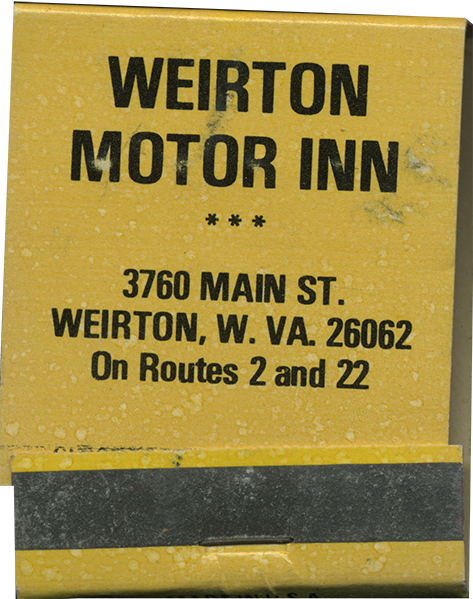 WEIRTON
MOTOR INN
***
3760 MAIN ST.
WEIRTON, W. VA. 26062
On Routes 2 and 22